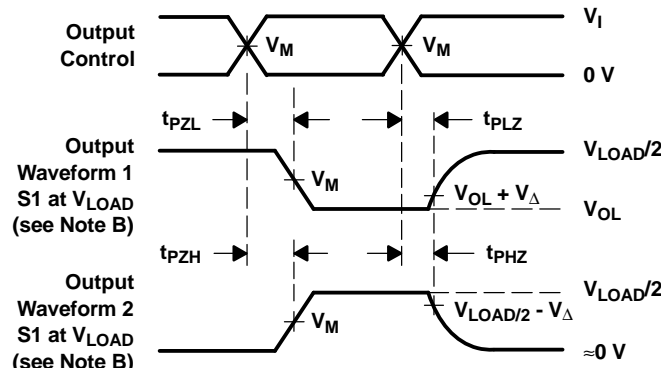 Output
Control
V_M
V_M
V_I
0 V
t_PZL
t_PLZ
Output
Waveform 1
S1 at V_LOAD
(see Note B)
V_M
V_OL + V_Δ
V_LOAD/2
V_OL
t_PZH
t_PHZ
Output
Waveform 2
S1 at V_LOAD
(see Note B)
V_M
V_LOAD/2 - V_Δ
V_LOAD/2
≈0 V